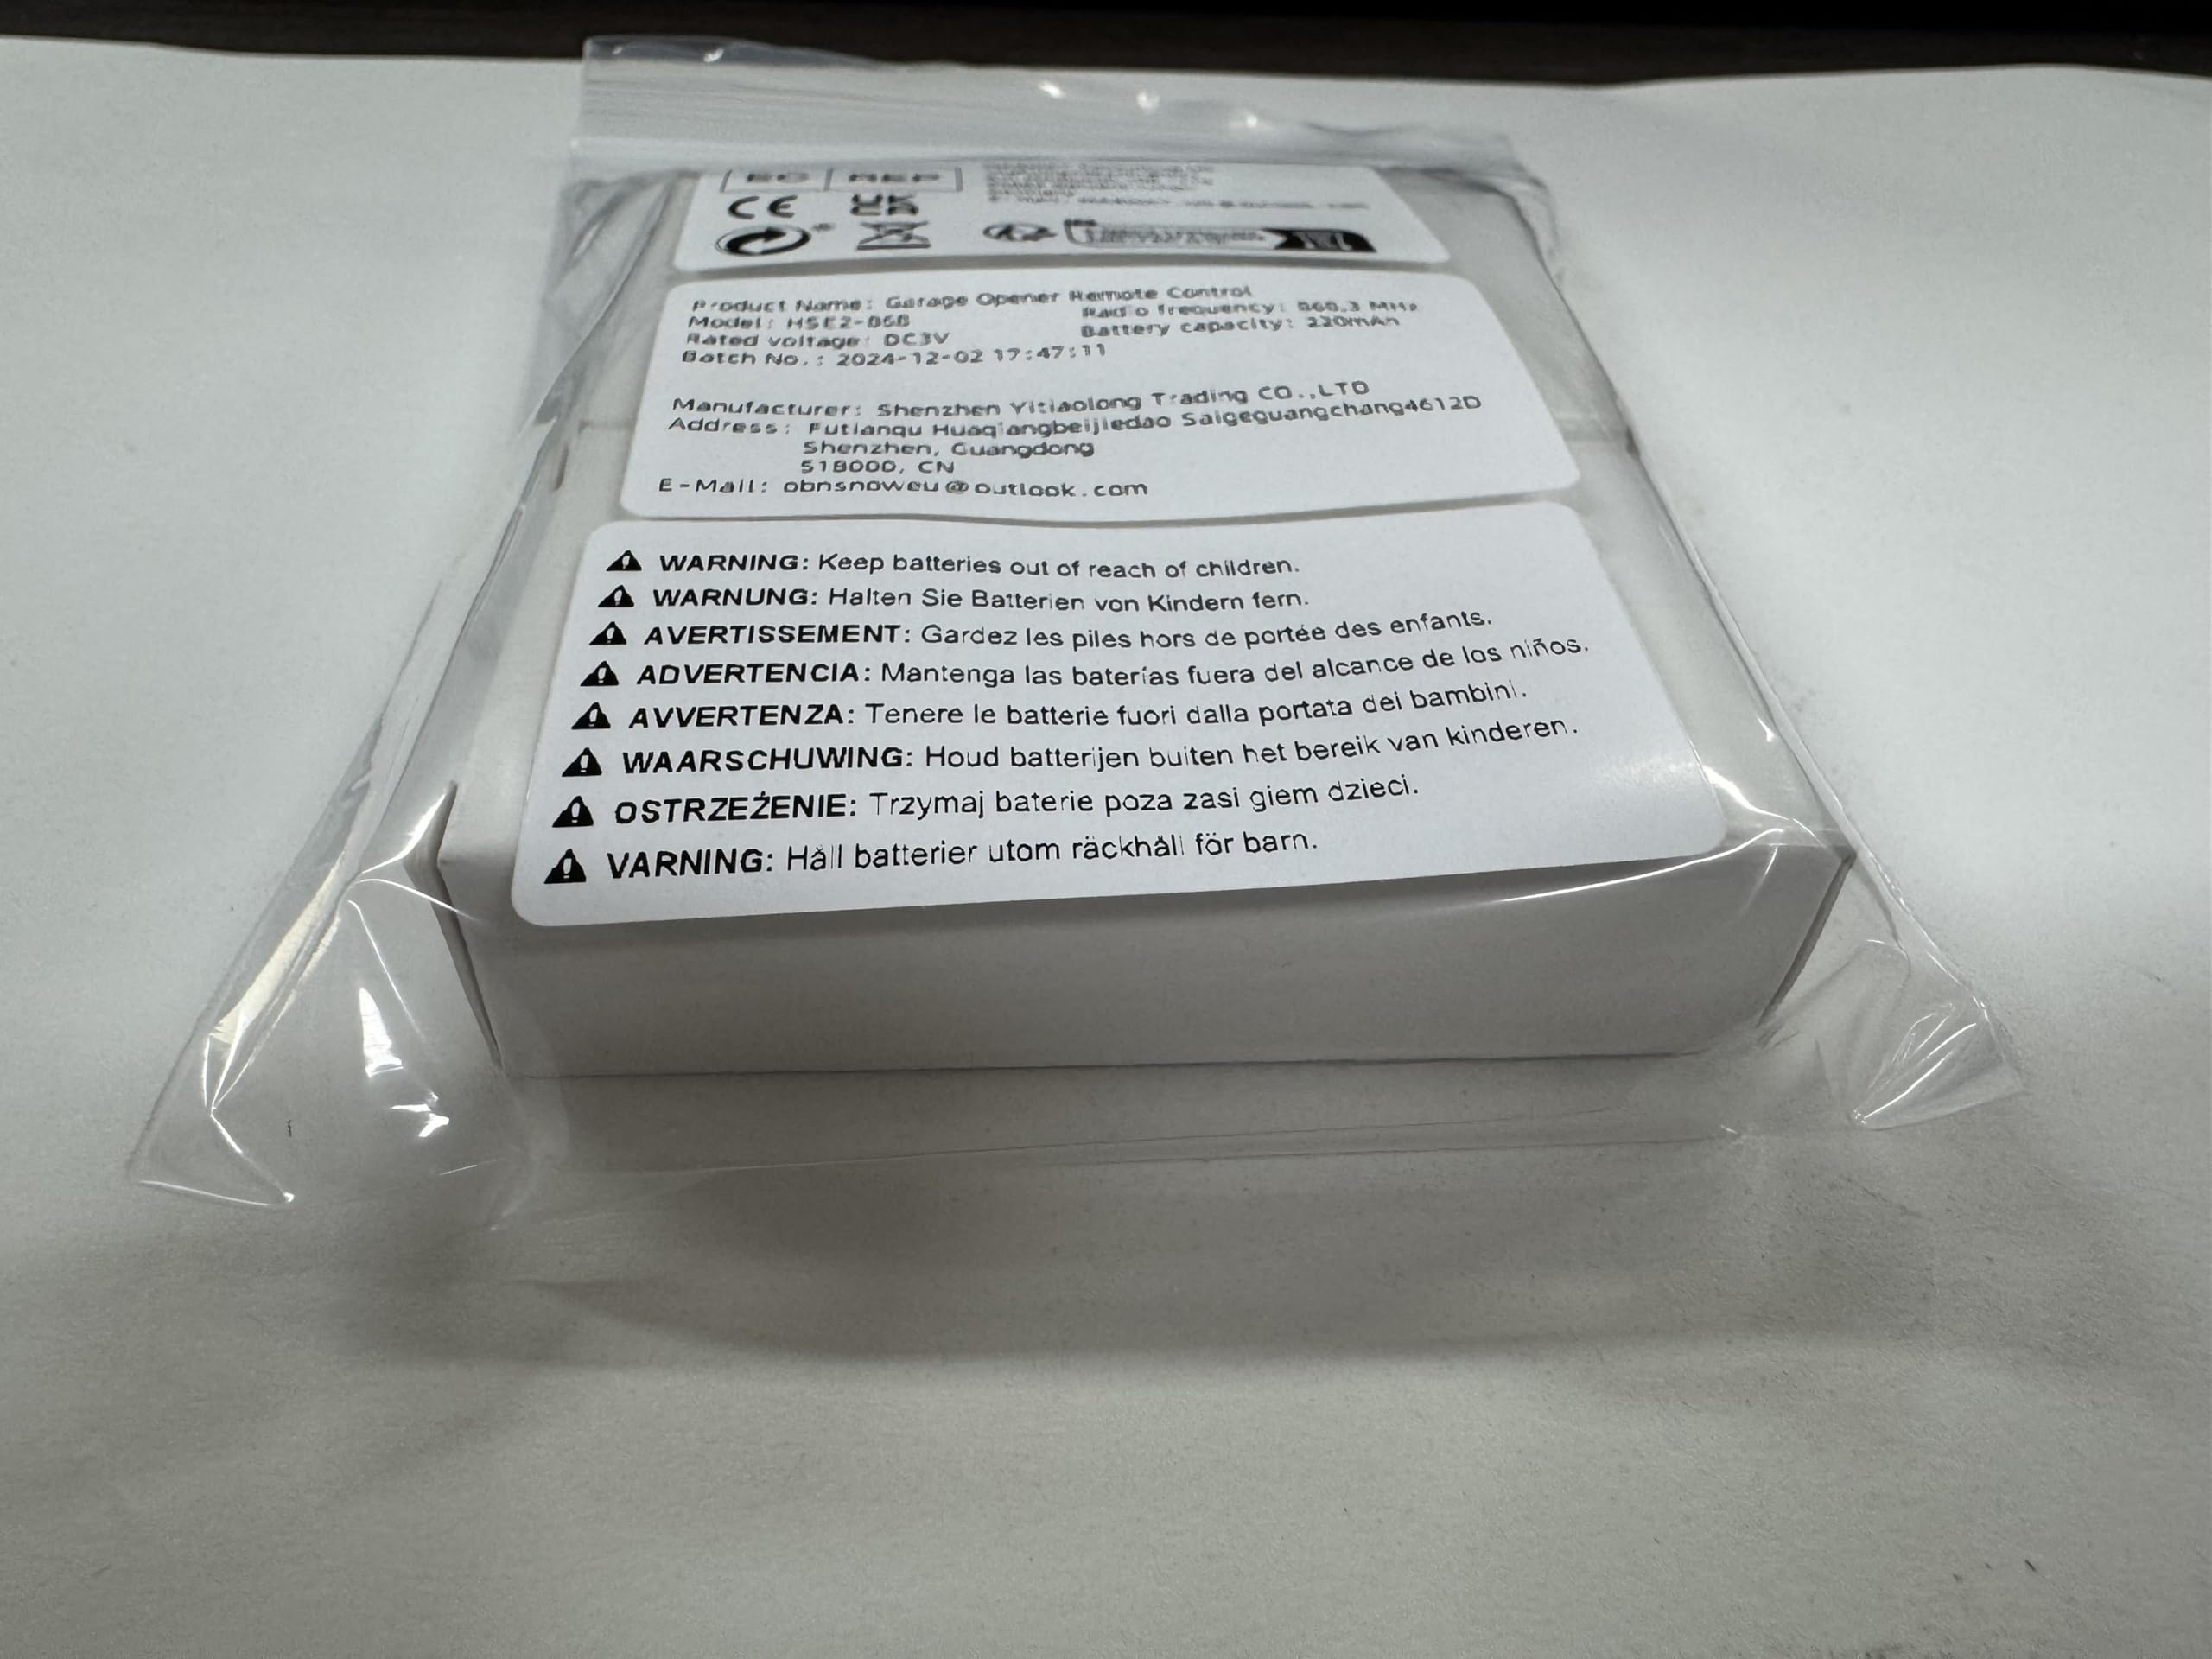 EC REP
CE UK CA
Product Name: Garage Opener Remote Control
Model: HSE2-868 Radio frequency: 868.3 MHz
Rated voltage: DC3V Battery capacity: 220mAh
Batch No.: 2024-12-02 17:47:11
Manufacturer: Shenzhen Yitiaolong Trading CO.,LTD
Address: Futianqu Huaqiangbeijiedao Saigeguangchang4612D
Shenzhen, Guangdong
518000, CN
E-Mail: obnsnoweu@outlook.com
WARNING: Keep batteries out of reach of children.
WARNUNG: Halten Sie Batterien von Kindern fern.
AVERTISSEMENT: Gardez les piles hors de portée des enfants.
ADVERTENCIA: Mantenga las baterías fuera del alcance de los niños.
AVVERTENZA: Tenere le batterie fuori dalla portata dei bambini.
WAARSCHUWING: Houd batterijen buiten het bereik van kinderen.
OSTRZEŻENIE: Trzymaj baterie poza zasi giem dzieci.
VARNING: Håll batterier utom räckhåll för barn.